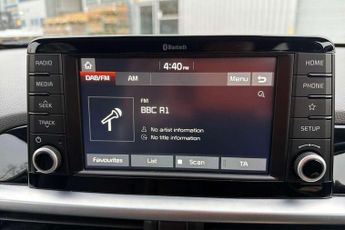 Bluetooth
RADIO
MEDIA
SEEK
TRACK
4:40 PM
DAB/FM
AM
Menu
FM
BBC R1
No artist information
No title information
Favourites
List
Scan
TA
HOME
PHONE
SETUP